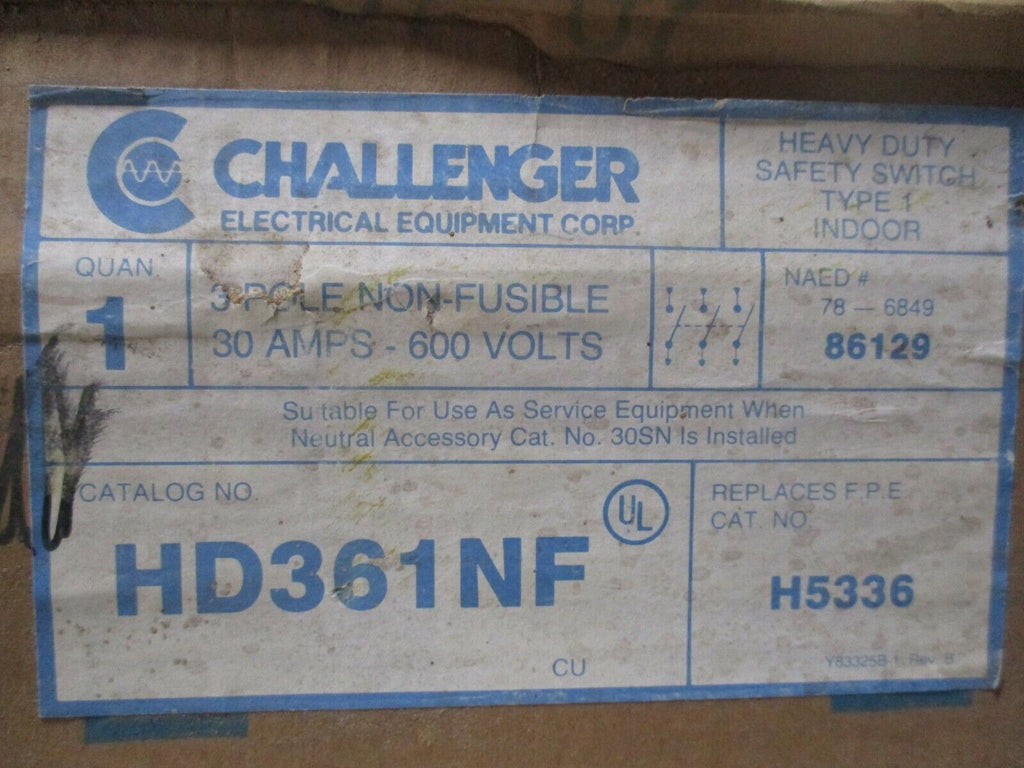 CHALLENGER
ELECTRICAL EQUIPMENT CORP.
HEAVY DUTY
SAFETY SWITCH
TYPE 1
INDOOR
QUAN.
1
3 POLE NON-FUSIBLE
30 AMPS - 600 VOLTS
NAED #
78 — 6849
86129
Su table For Use As Service Equipment When
Neutral Accessory Cat. No. 30SN Is Installed
CATALOG NO.
UL
HD361NF
CU
REPLACES F.P.E.
CAT. NO.
H5336
Y83325B-1, Rev. B